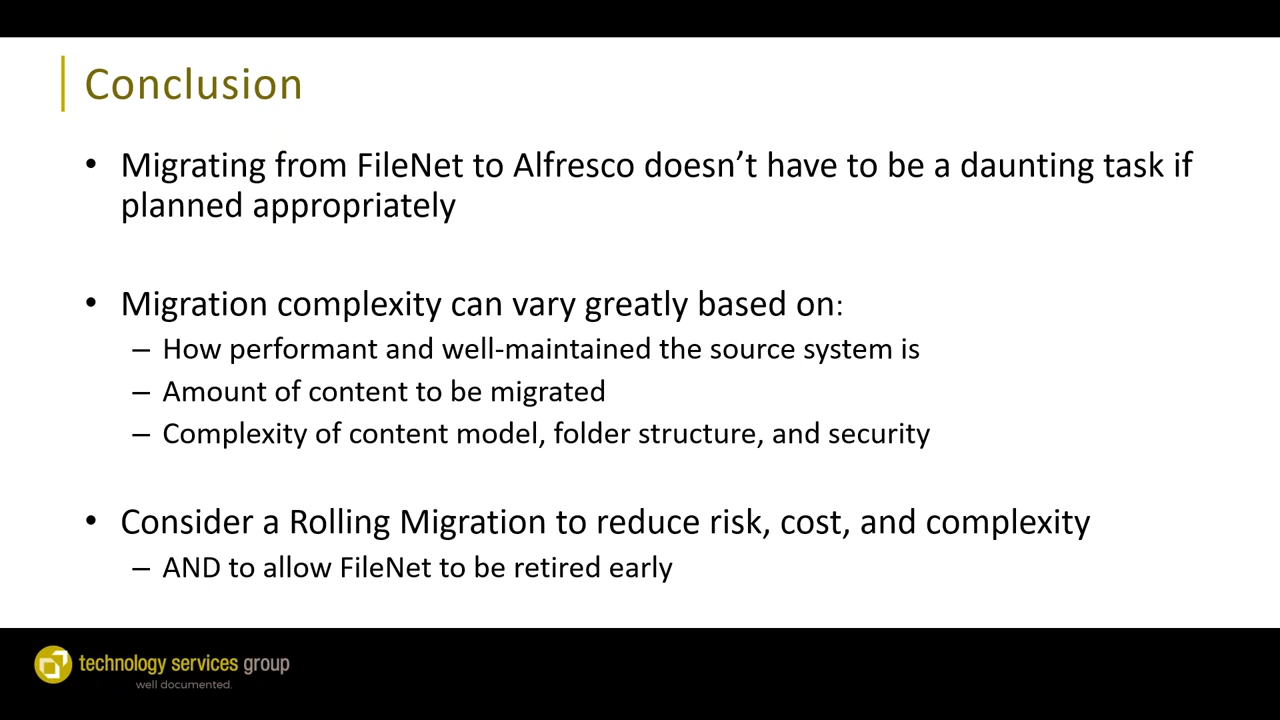 Conclusion
• Migrating from FileNet to Alfresco doesn’t have to be a daunting task if
planned appropriately
• Migration complexity can vary greatly based on:
– How performant and well-maintained the source system is
– Amount of content to be migrated
– Complexity of content model, folder structure, and security
• Consider a Rolling Migration to reduce risk, cost, and complexity
– AND to allow FileNet to be retired early
technology services group
well documented.